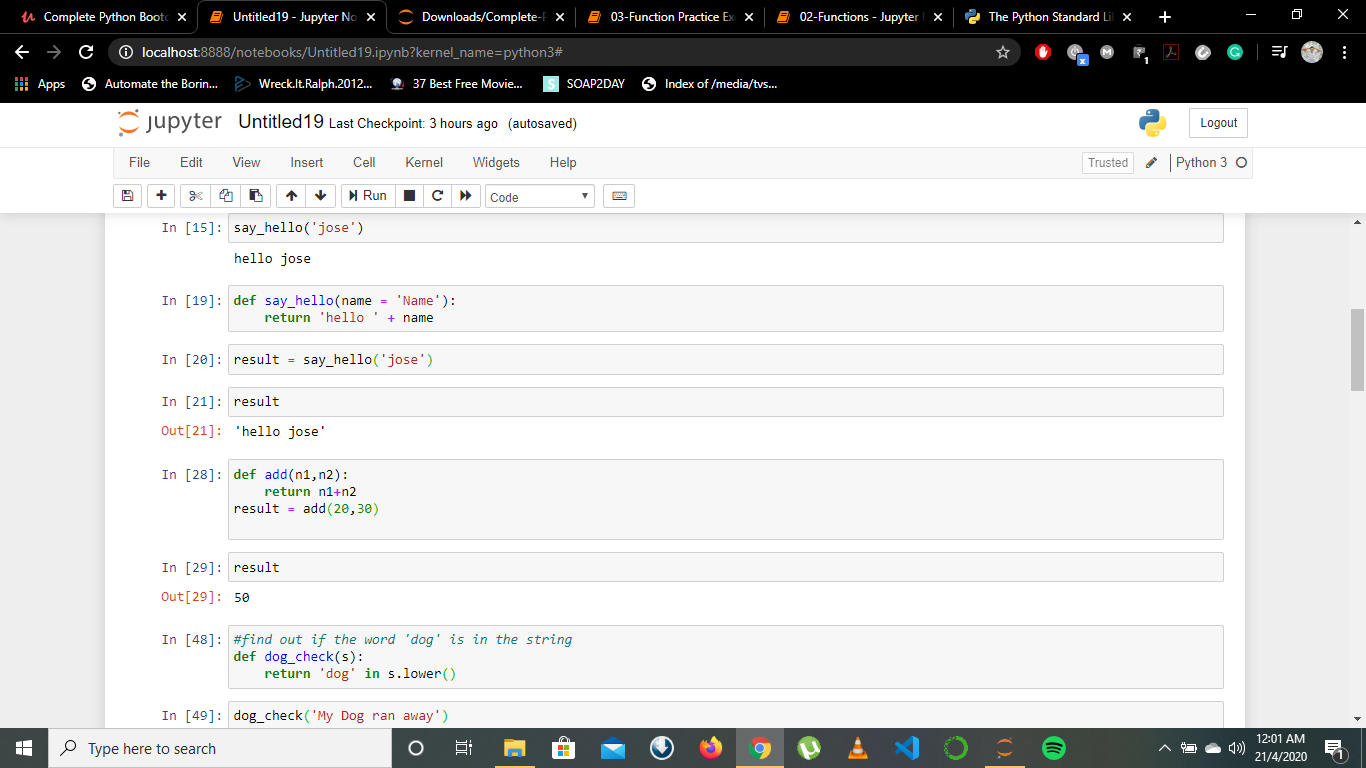 Complete Python Bootc
Untitled19 - Jupyter No
Downloads/Complete-P
03-Function Practice Exe
02-Functions - Jupyter
The Python Standard Li
localhost:8888/notebooks/Untitled19.ipynb?kernel_name=python3#
Apps
Automate the Borin...
Wreck.It.Ralph.2012...
37 Best Free Movie...
SOAP2DAY
Index of /media/tvs...
jupyter Untitled19 Last Checkpoint: 3 hours ago (autosaved)
Logout
File Edit View Insert Cell Kernel Widgets Help
Trusted
Python 3
Run
Code
In [15]: say_hello('jose')
hello jose
In [19]: def say_hello(name = 'Name'):
return 'hello ' + name
In [20]: result = say_hello('jose')
In [21]: result
Out[21]: 'hello jose'
In [28]: def add(n1,n2):
return n1+n2
result = add(20,30)
In [29]: result
Out[29]: 50
In [48]: #find out if the word 'dog' is in the string
def dog_check(s):
return 'dog' in s.lower()
In [49]: dog_check('My Dog ran away')
Type here to search
12:01 AM
21/4/2020
1